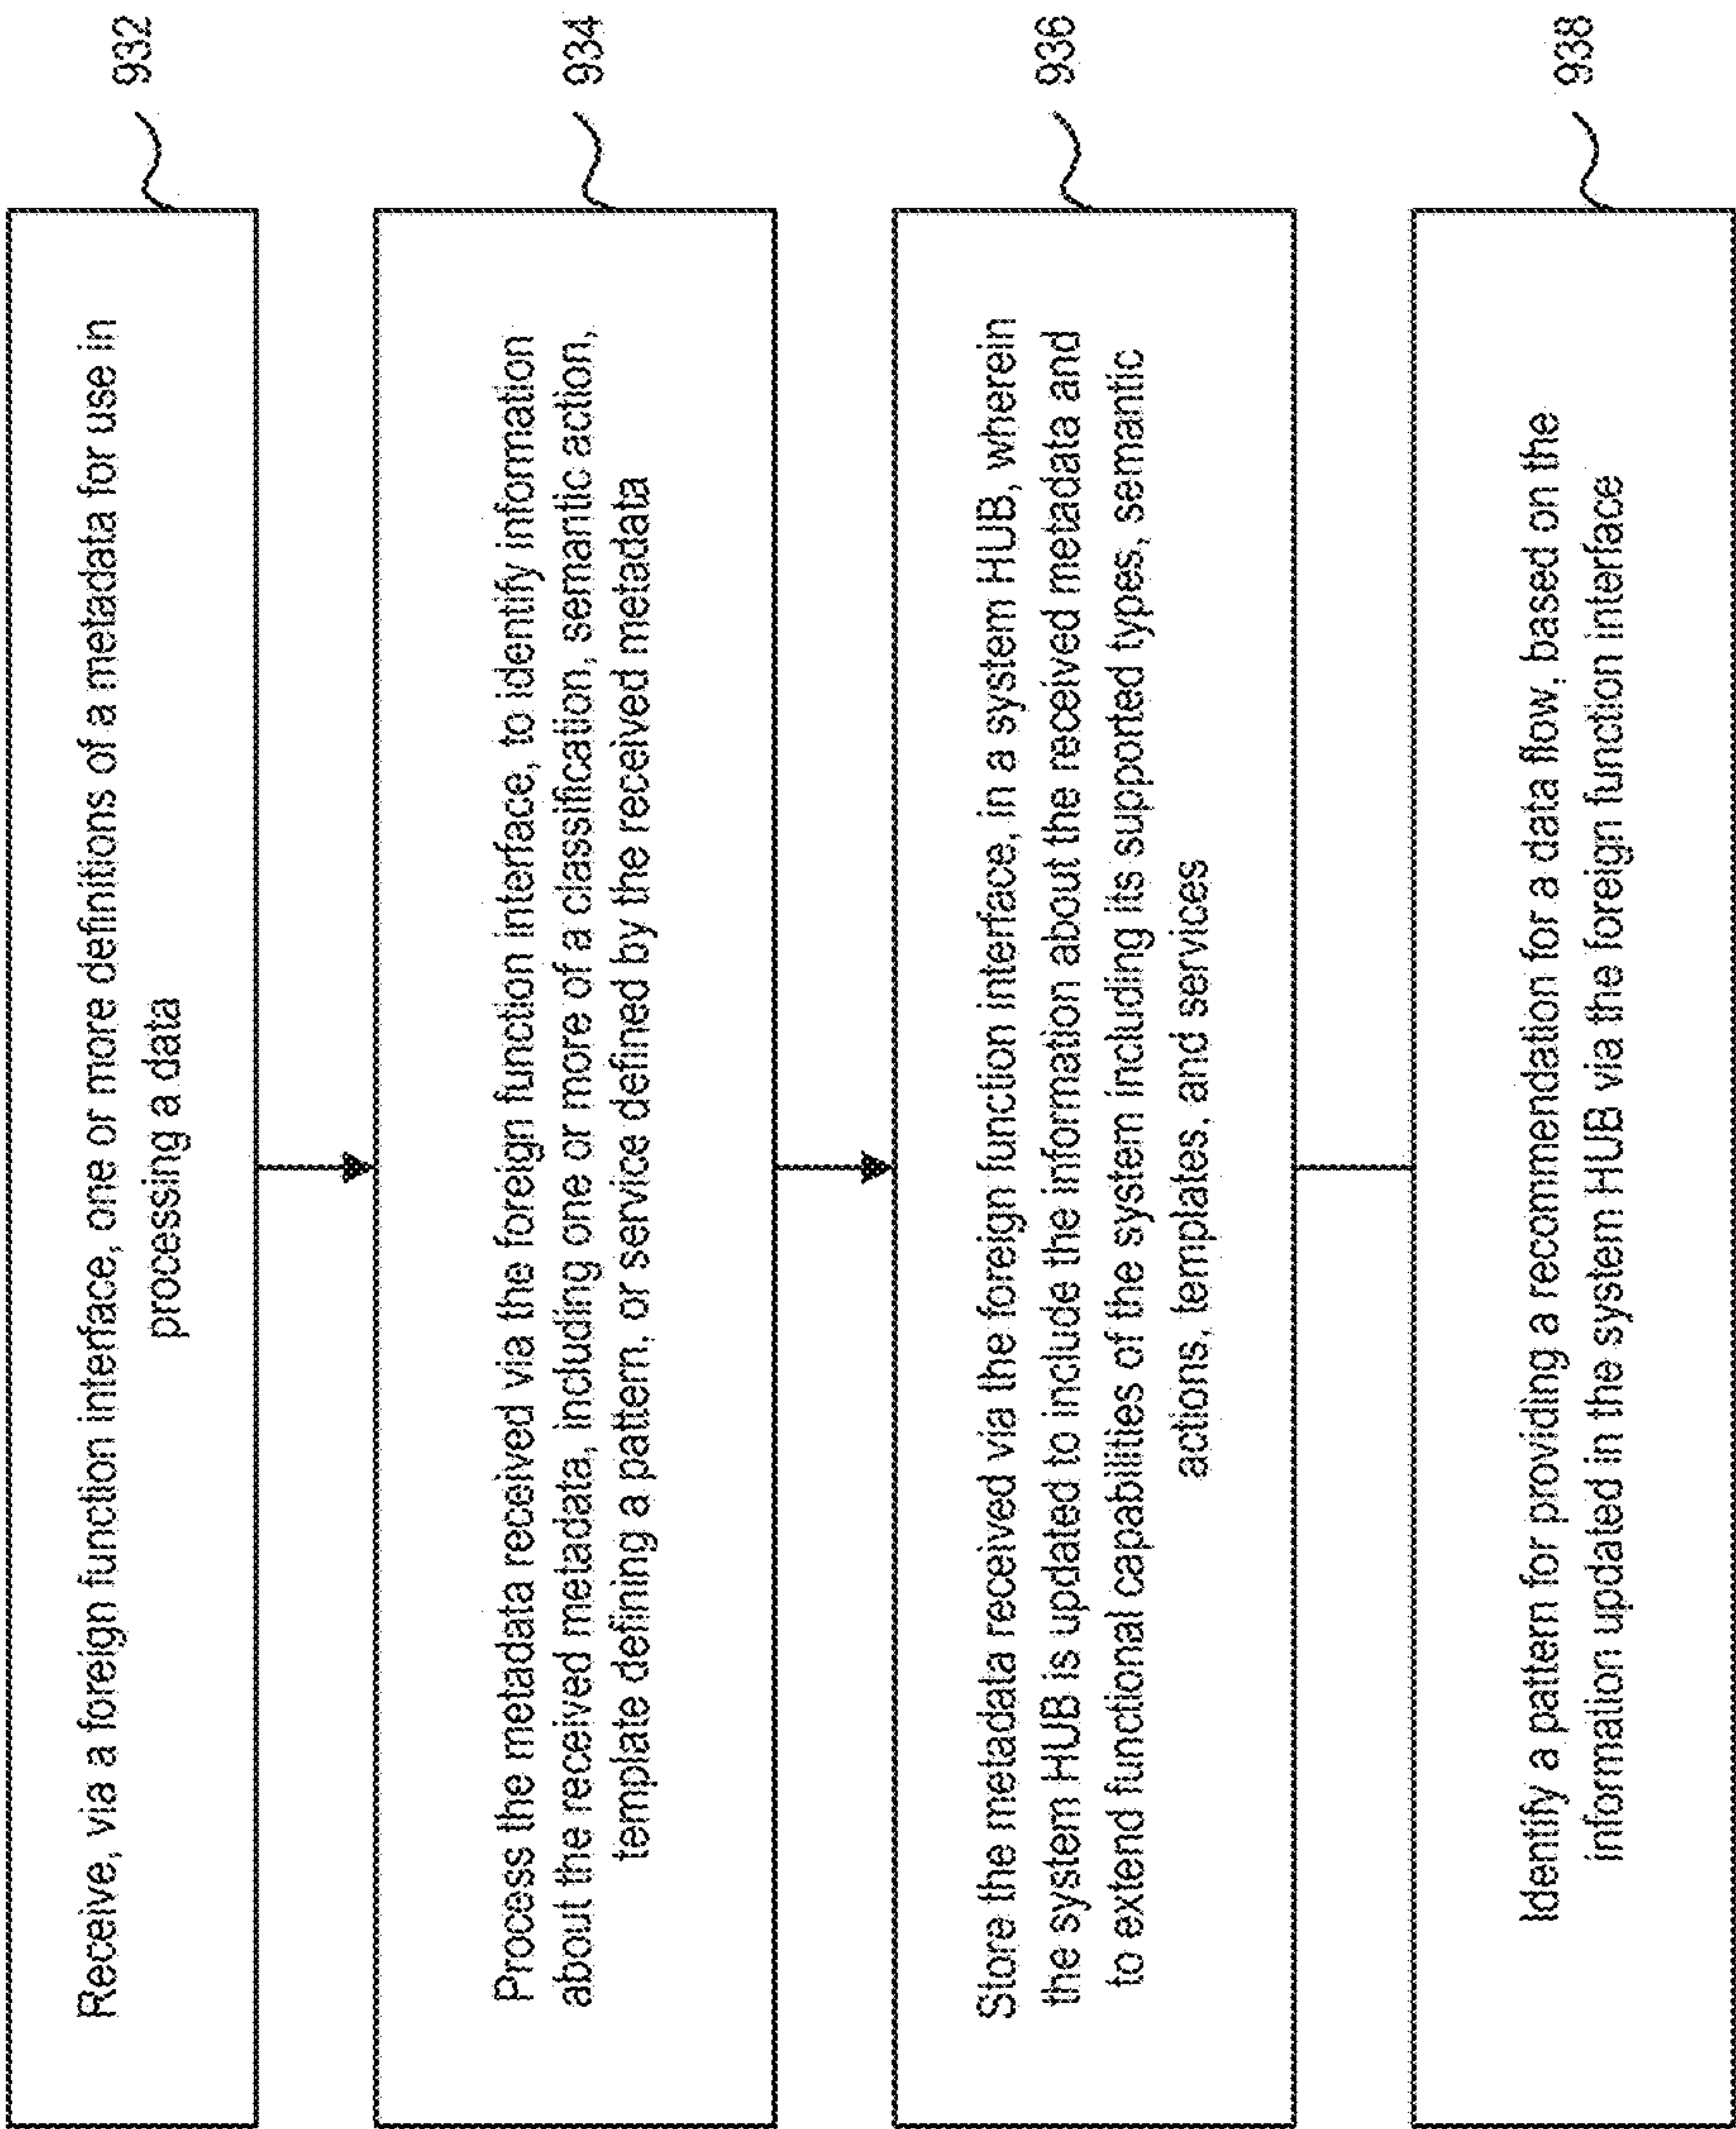 Receive, via a foreign function interface, one or more definitions of a metadata for use in
processing a data
932
Process the metadata received via the foreign function interface, to identify information
about the received metadata, including one or more of a classification, semantic action,
template defining a pattern, or service defined by the received metadata
934
Store the metadata received via the foreign function interface, in a system HUB, wherein
the system HUB is updated to include the information about the received metadata and
to extend functional capabilities of the system including its supported types, semantic
actions, templates, and services
936
Identify a pattern for providing a recommendation for a data flow, based on the
information updated in the system HUB via the foreign function interface
938